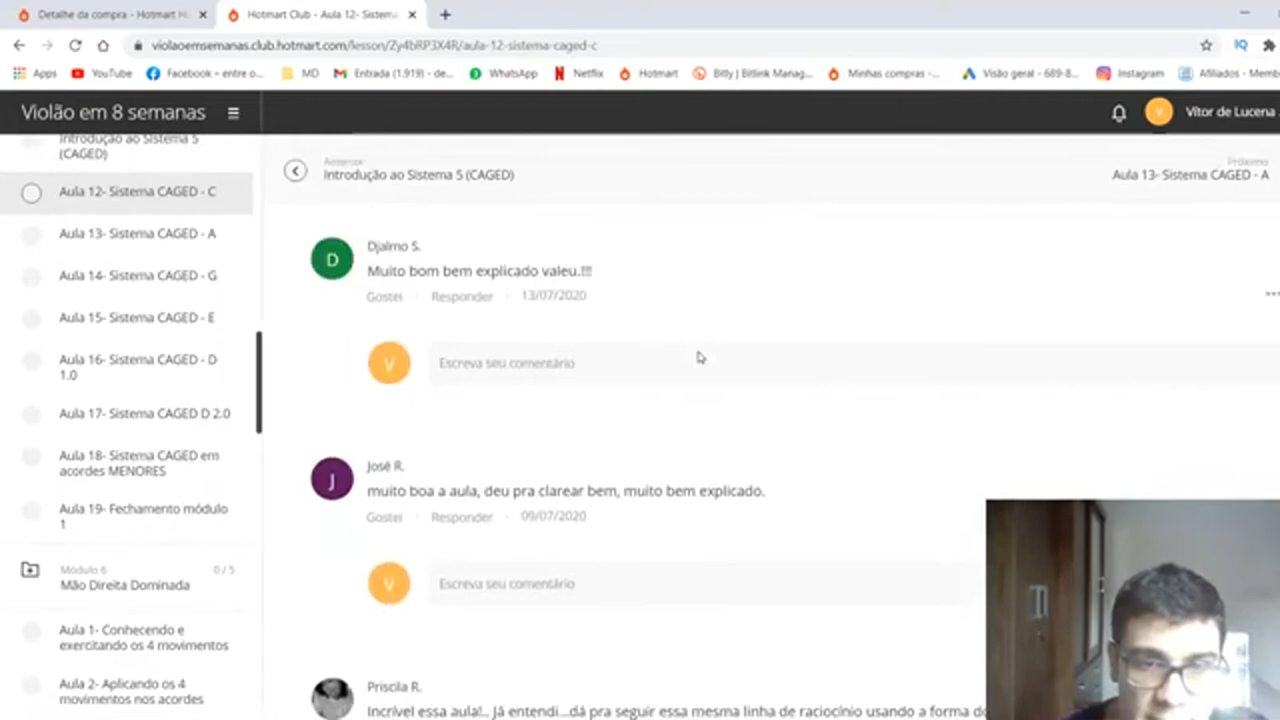 Detalhe da compra - Hotmart H
Hotmart Club - Aula 12- Sistem
violaoemsemanas.club.hotmart.com/lesson/Zy4bRP3X4R/aula-12-sistema-caged-c
Apps YouTube Facebook – entre o... MD Entrada (1.919) - de... WhatsApp Netflix Hotmart Bitly | Bitlink Manag... Minhas compras -... Visão geral - 689-8... Instagram Afiliados - Memb
Violão em 8 semanas
V
Vitor de Lucena
Introdução ao Sistema 5
(CAGED)
Aula 12- Sistema CAGED - C
Aula 13- Sistema CAGED - A
Aula 14- Sistema CAGED - G
Aula 15- Sistema CAGED - E
Aula 16- Sistema CAGED - D
1.0
Aula 17- Sistema CAGED D 2.0
Aula 18- Sistema CAGED em
acordes MENORES
Aula 19- Fechamento módulo
1
Módulo 6 0 / 5
Mão Direita Dominada
Aula 1- Conhecendo e
exercitando os 4 movimentos
Aula 2- Aplicando os 4
movimentos nos acordes
Anterior
Introdução ao Sistema 5 (CAGED)
Próximo
Aula 13- Sistema CAGED - A
D
Djalmo S.
Muito bom bem explicado valeu.!!!
Gostei · Responder · 13/07/2020
V
Escreva seu comentário
J
José R.
muito boa a aula, deu pra clarear bem, muito bem explicado.
Gostei · Responder · 09/07/2020
V
Escreva seu comentário
Priscila R.
Incrível essa aula!.. Já entendi...dá pra seguir essa mesma linha de raciocínio usando a forma do